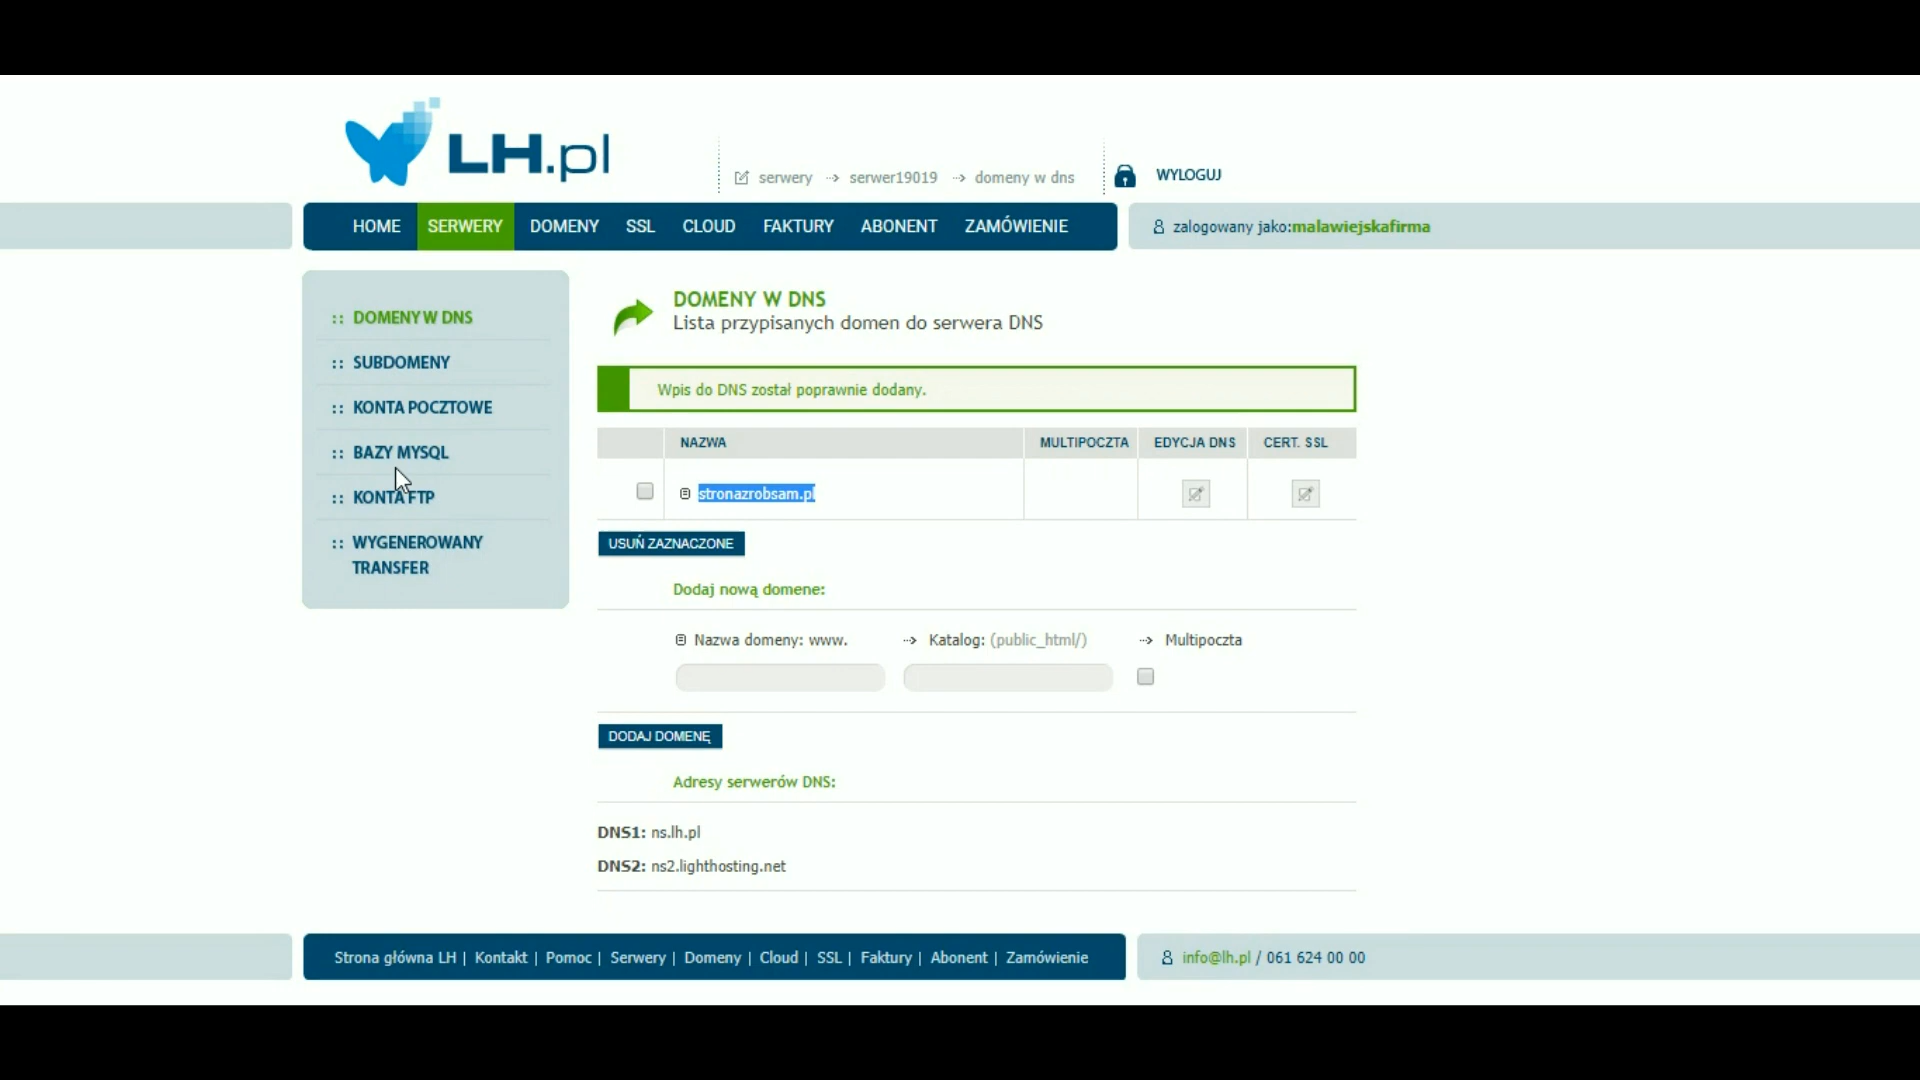 LH.pl
serwery serwer19019 domeny w dns
WYLOGUJ
HOME SERWERY DOMENY SSL CLOUD FAKTURY ABONENT ZAMÓWIENIE
zalogowany jako:malawiejskafirma
DOMENY W DNS
SUBDOMENY
KONTA POCZTOWE
BAZY MYSQL
KONTA FTP
WYGENEROWANY
TRANSFER
DOMENY W DNS
Lista przypisanych domen do serwera DNS
Wpis do DNS został poprawnie dodany.
NAZWA MULTIPOCZTA EDYCJA DNS CERT. SSL
stronazrobsam.pl
USUŃ ZAZNACZONE
Dodaj nową domene:
Nazwa domeny: www. Katalog: (public_html/) Multipoczta
DODAJ DOMENĘ
Adresy serwerów DNS:
DNS1: ns.lh.pl
DNS2: ns2.lighthosting.net
Strona główna LH | Kontakt | Pomoc | Serwery | Domeny | Cloud | SSL | Faktury | Abonent | Zamówienie
info@lh.pl / 061 624 00 00